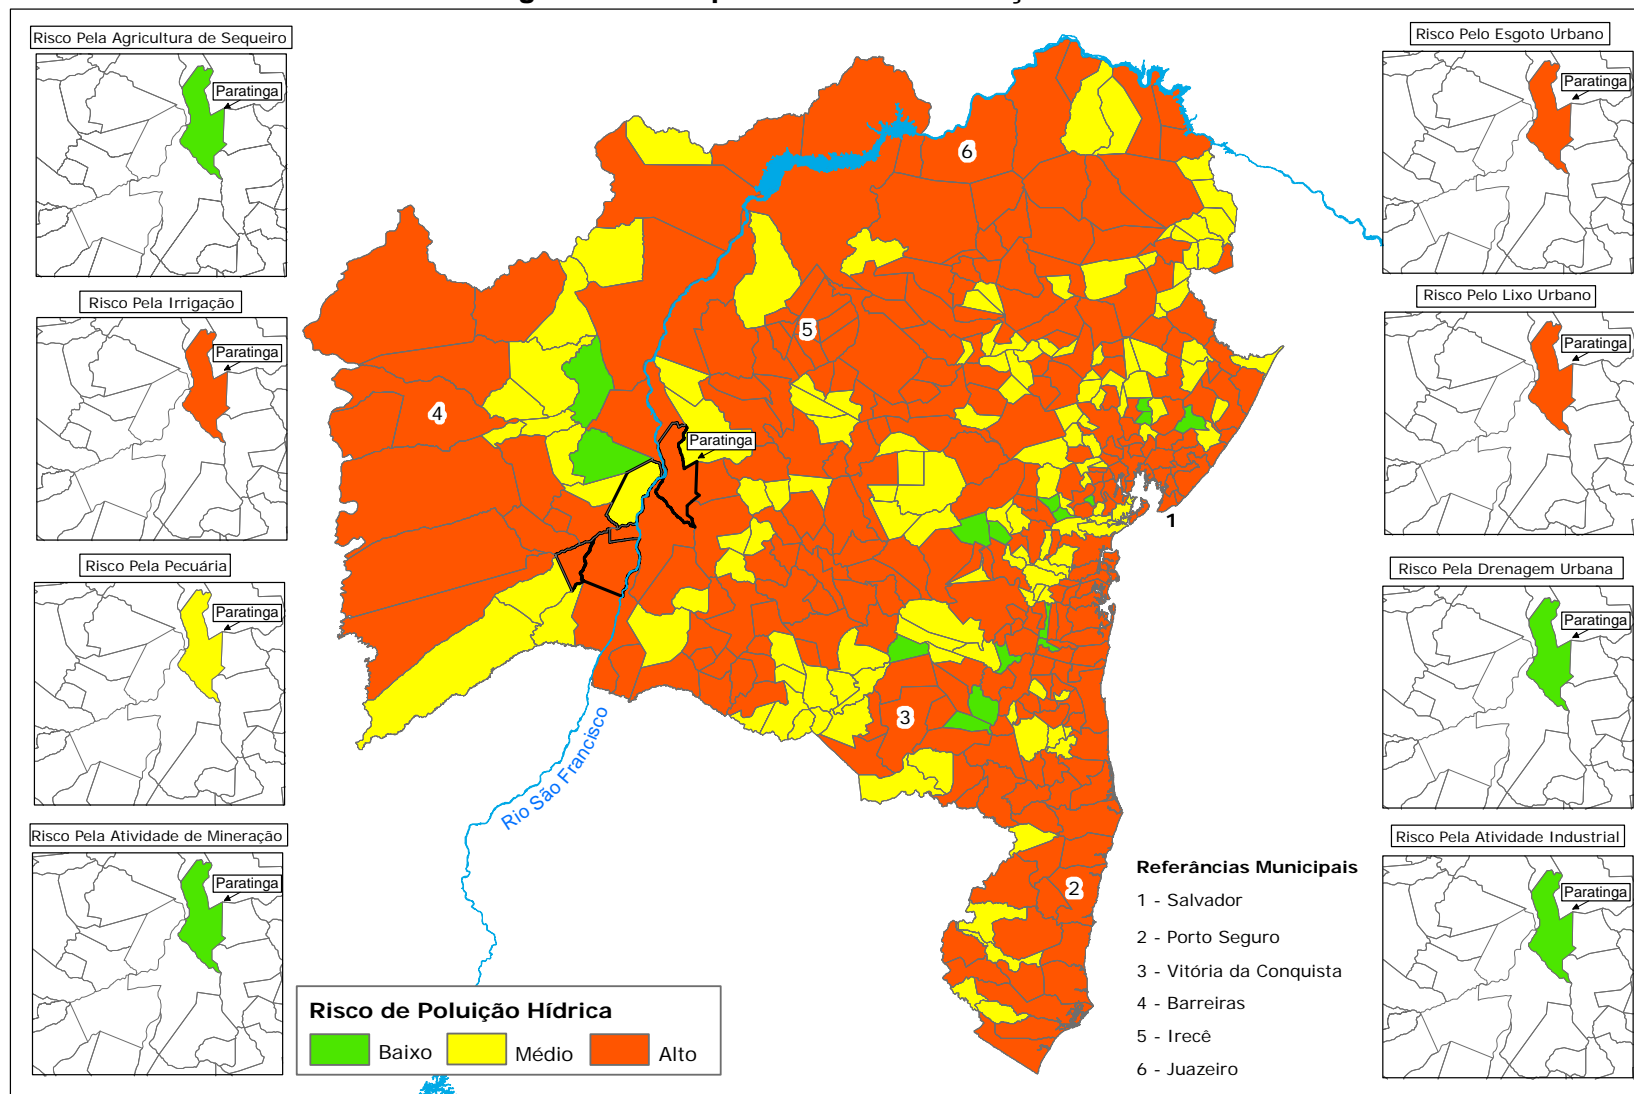 Risco Pela Agricultura de Sequeiro
Paratinga
Risco Pela Irrigação
Paratinga
Risco Pela Pecuária
Paratinga
Risco Pela Atividade de Mineração
Paratinga
6
5
4
Paratinga
1
3
2
Rio São Francisco
Risco de Poluição Hídrica
Baixo
Médio
Alto
Referâncias Municipais
1 - Salvador
2 - Porto Seguro
3 - Vitória da Conquista
4 - Barreiras
5 - Irecê
6 - Juazeiro
Risco Pelo Esgoto Urbano
Paratinga
Risco Pelo Lixo Urbano
Paratinga
Risco Pela Drenagem Urbana
Paratinga
Risco Pela Atividade Industrial
Paratinga